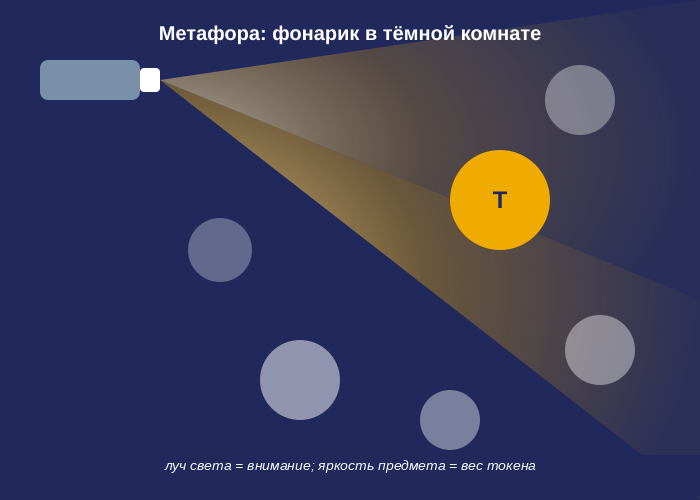 Метафора: фонарик в тёмной комнате
T
луч света = внимание; яркость предмета = вес токена